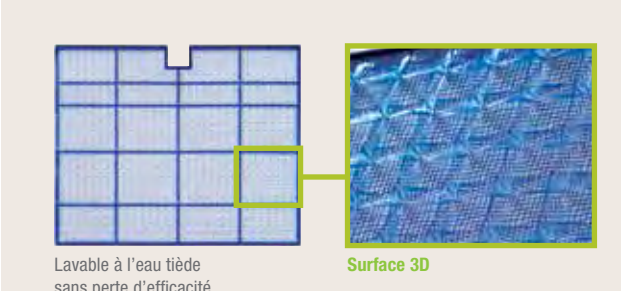 Lavable à l'eau tiède
sans perte d'efficacité
Surface 3D